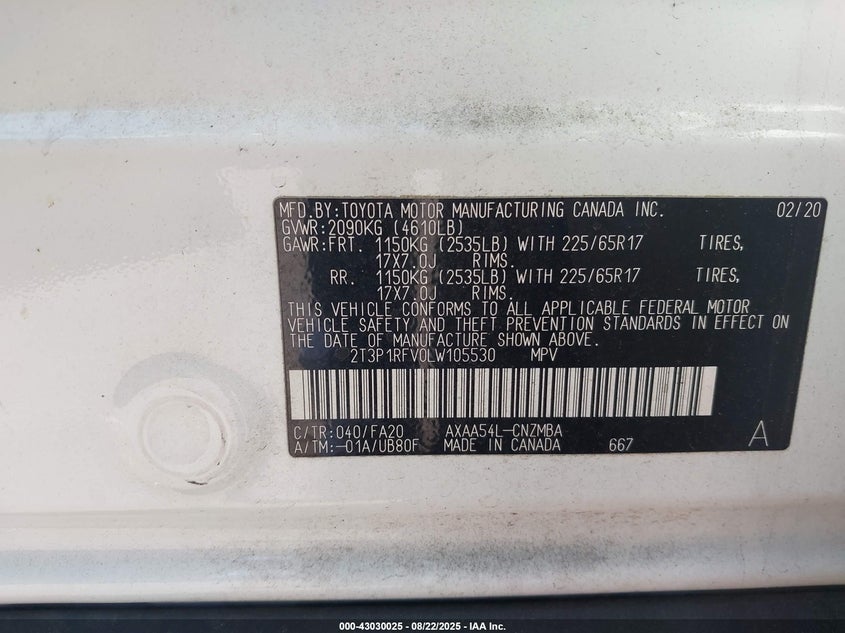 MFD.BY:TOYOTA MOTOR MANUFACTURING CANADA INC. 02/20
GVWR:2090KG (4610LB)
GAWR:FRT. 1150KG (2535LB) WITH 225/65R17 TIRES,
17X7.0J RIMS.
RR. 1150KG (2535LB) WITH 225/65R17 TIRES,
17X7.0J RIMS.
THIS VEHICLE CONFORMS TO ALL APPLICABLE FEDERAL MOTOR
VEHICLE SAFETY AND THEFT PREVENTION STANDARDS IN EFFECT ON
THE DATE OF MANUFACTURE SHOWN ABOVE.
2T3P1RFV0LW105530 MPV
C/TR:040/FA20 AXAA54L-CNZMBA
A/TM:-01A/UB80F MADE IN CANADA 667 A
000-43030025 - 08/22/2025 - IAA Inc.